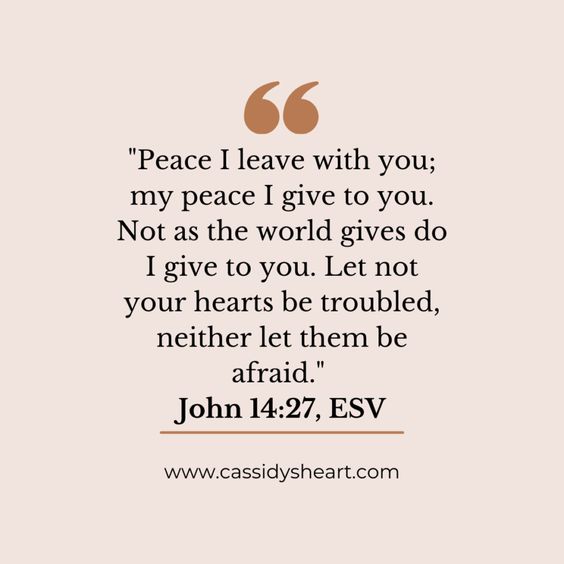 "Peace I leave with you;
my peace I give to you.
Not as the world gives do
I give to you. Let not
your hearts be troubled,
neither let them be
afraid."
John 14:27, ESV
www.cassidysheart.com